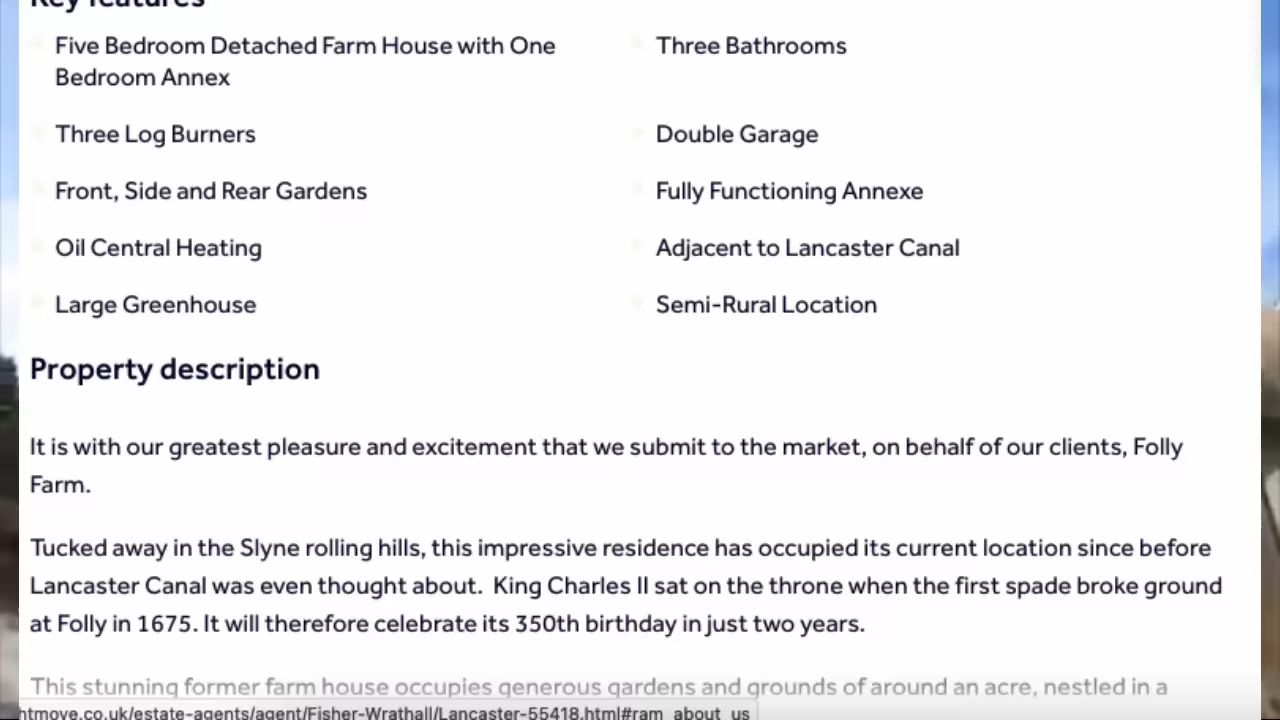 Key features
Five Bedroom Detached Farm House with One
Bedroom Annex
Three Bathrooms
Three Log Burners
Double Garage
Front, Side and Rear Gardens
Fully Functioning Annexe
Oil Central Heating
Adjacent to Lancaster Canal
Large Greenhouse
Semi-Rural Location
Property description
It is with our greatest pleasure and excitement that we submit to the market, on behalf of our clients, Folly
Farm.
Tucked away in the Slyne rolling hills, this impressive residence has occupied its current location since before
Lancaster Canal was even thought about. King Charles II sat on the throne when the first spade broke ground
at Folly in 1675. It will therefore celebrate its 350th birthday in just two years.
This stunning former farm house occupies generous gardens and grounds of around an acre, nestled in a
htmove.co.uk/estate-agents/agent/Fisher-Wrathall/Lancaster-55418.html#ram_about_us